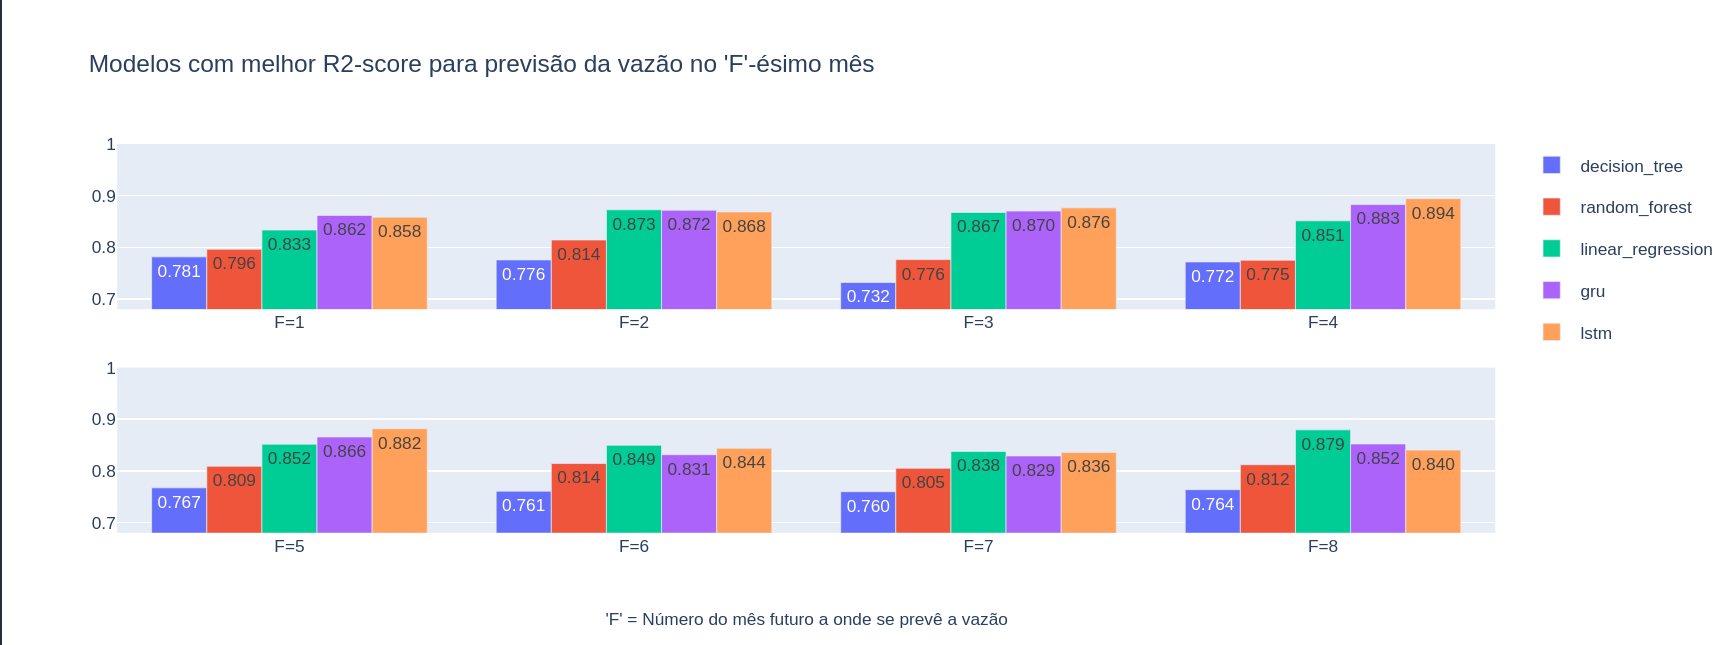 Modelos com melhor R2-score para previsão da vazão no 'F'-ésimo mês
1
0.9
0.8
0.7
0.781 0.796 0.833 0.862 0.858
0.776 0.814 0.873 0.872 0.868
0.732 0.776 0.867 0.870 0.876
0.772 0.775 0.851 0.883 0.894
F=1 F=2 F=3 F=4
decision_tree
random_forest
linear_regression
gru
lstm
1
0.9
0.8
0.7
0.767 0.809 0.852 0.866 0.882
0.761 0.814 0.849 0.831 0.844
0.760 0.805 0.838 0.829 0.836
0.764 0.812 0.879 0.852 0.840
F=5 F=6 F=7 F=8
'F' = Número do mês futuro a onde se prevê a vazão